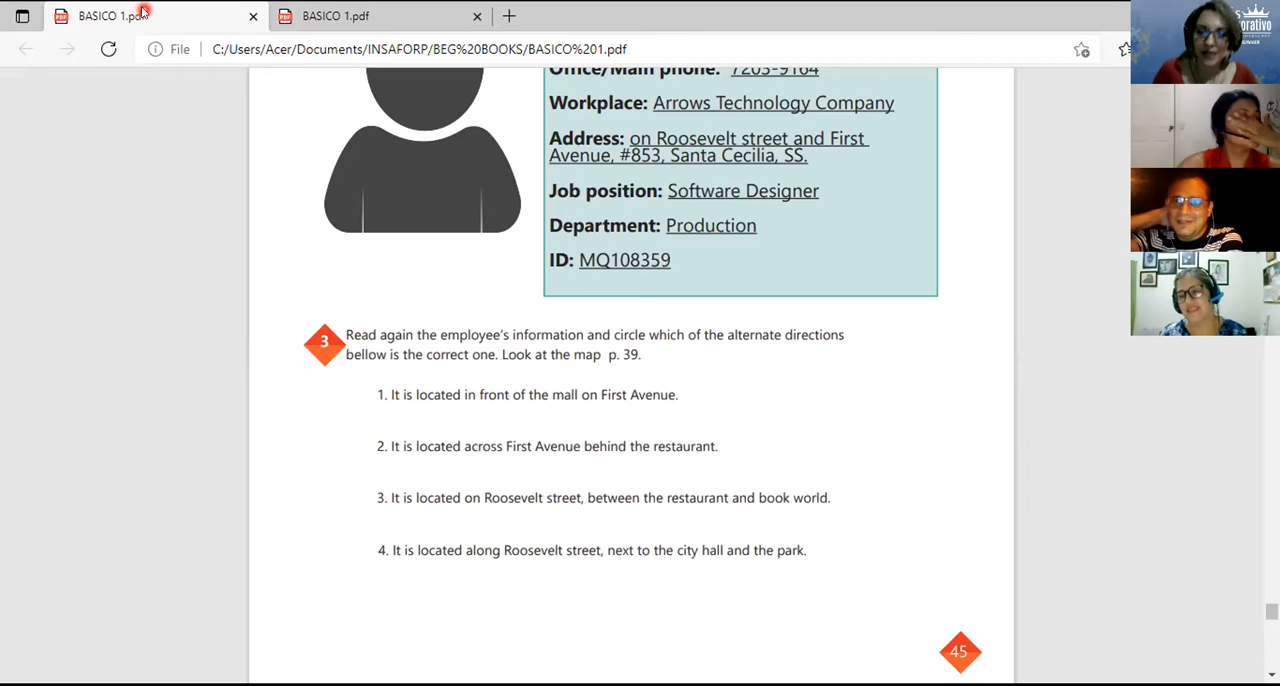 BASICO 1.pdf
BASICO 1.pdf
File
C:/Users/Acer/Documents/INSAFORP/BEG%20BOOKS/BASICO%201.pdf
Office/Main phone: 7203-9164
Workplace: Arrows Technology Company
Address: on Roosevelt street and First
Avenue, #853, Santa Cecilia, SS.
Job position: Software Designer
Department: Production
ID: MQ108359
3
Read again the employee's information and circle which of the alternate directions
bellow is the correct one. Look at the map p. 39.
1. It is located in front of the mall on First Avenue.
2. It is located across First Avenue behind the restaurant.
3. It is located on Roosevelt street, between the restaurant and book world.
4. It is located along Roosevelt street, next to the city hall and the park.
45